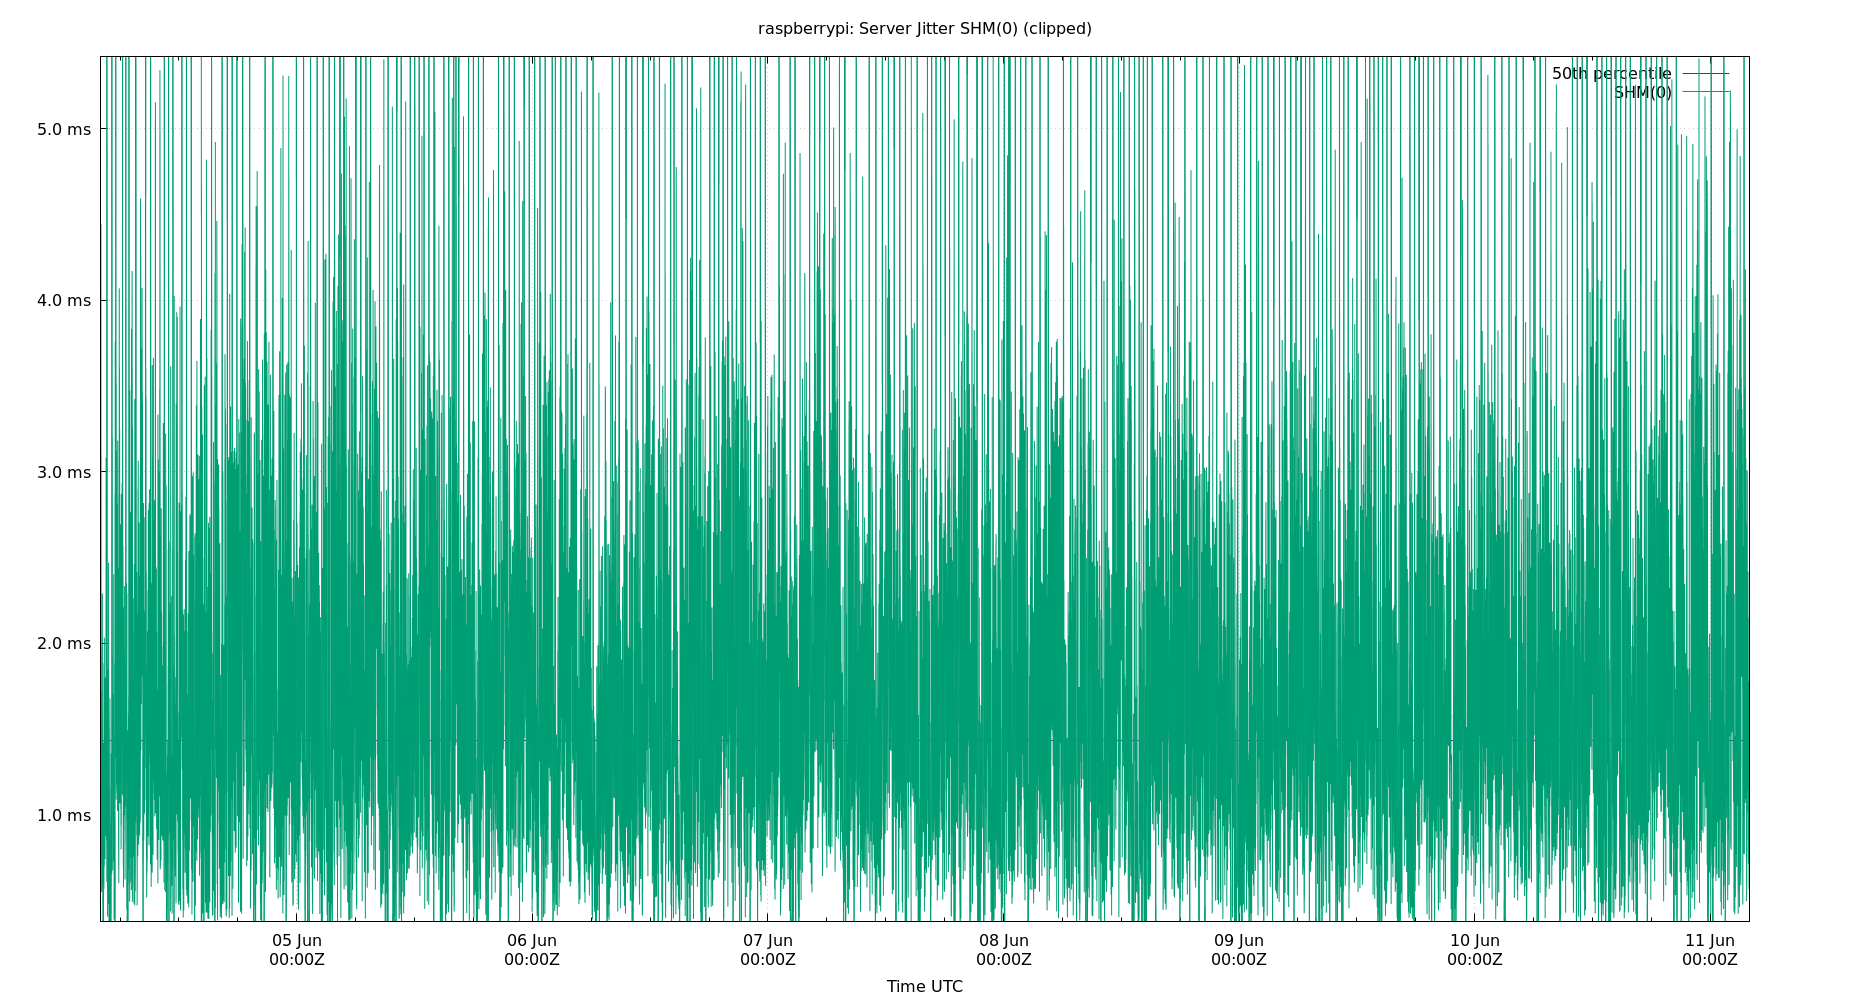 raspberrypi: Server Jitter SHM(0) (clipped)
50th percentile
SHM(0)
5.0 ms
4.0 ms
3.0 ms
2.0 ms
1.0 ms
05 Jun 06 Jun 07 Jun 08 Jun 09 Jun 10 Jun 11 Jun
00:00Z 00:00Z 00:00Z 00:00Z 00:00Z 00:00Z 00:00Z
Time UTC